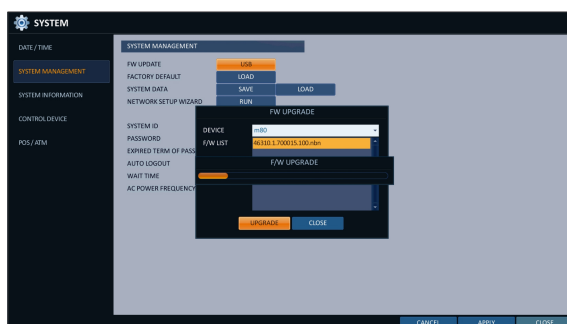 SYSTEM
DATE / TIME
SYSTEM MANAGEMENT
SYSTEM INFORMATION
CONTROL DEVICE
POS / ATM
SYSTEM MANAGEMENT
FW UPDATE USB
FACTORY DEFAULT LOAD
SYSTEM DATA SAVE LOAD
NETWORK SETUP WIZARD RUN
SYSTEM ID
PASSWORD
EXPIRED TERM OF PASS
AUTO LOGOUT
WAIT TIME
AC POWER FREQUENCY
FW UPGRADE
DEVICE m80
F/W LIST 46310.1.700015.100.nbn
F/W UPGRADE
UPGRADE CLOSE
CANCEL APPLY CLOSE